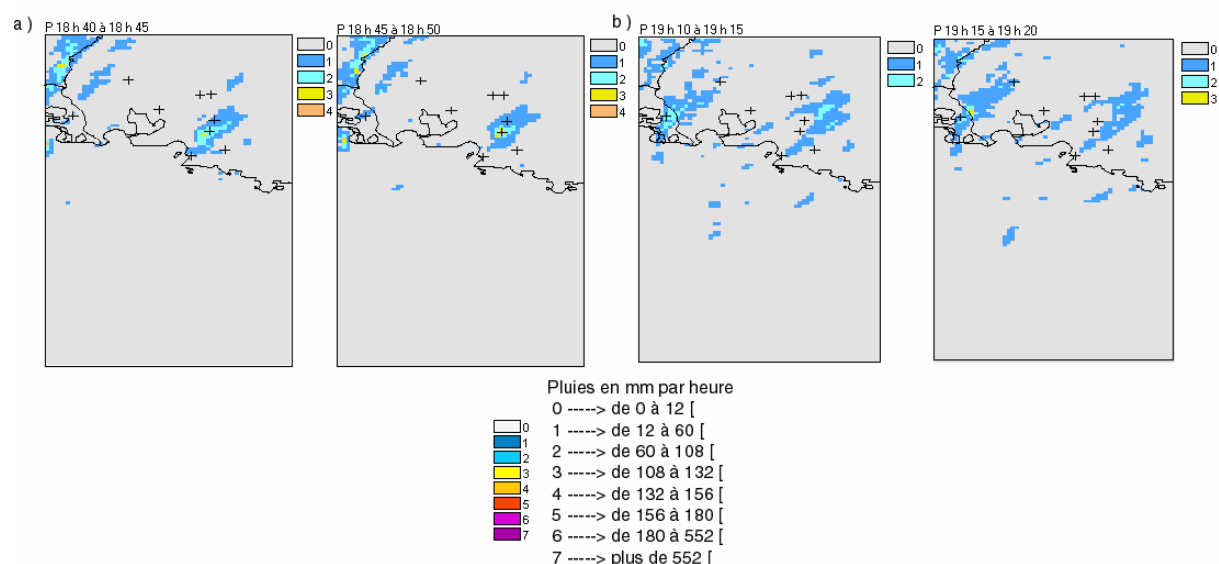 a )
P 18 h 40 à 18 h 45
0
1
2
3
4
P 18 h 45 à 18 h 50
0
1
2
3
4
b )
P 19 h 10 à 19 h 15
0
1
2
P 19 h 15 à 19 h 20
0
1
2
3
Pluies en mm par heure
0 -----> de 0 à 12 [
1 -----> de 12 à 60 [
2 -----> de 60 à 108 [
3 -----> de 108 à 132 [
4 -----> de 132 à 156 [
5 -----> de 156 à 180 [
6 -----> de 180 à 552 [
7 -----> plus de 552 [
0
1
2
3
4
5
6
7